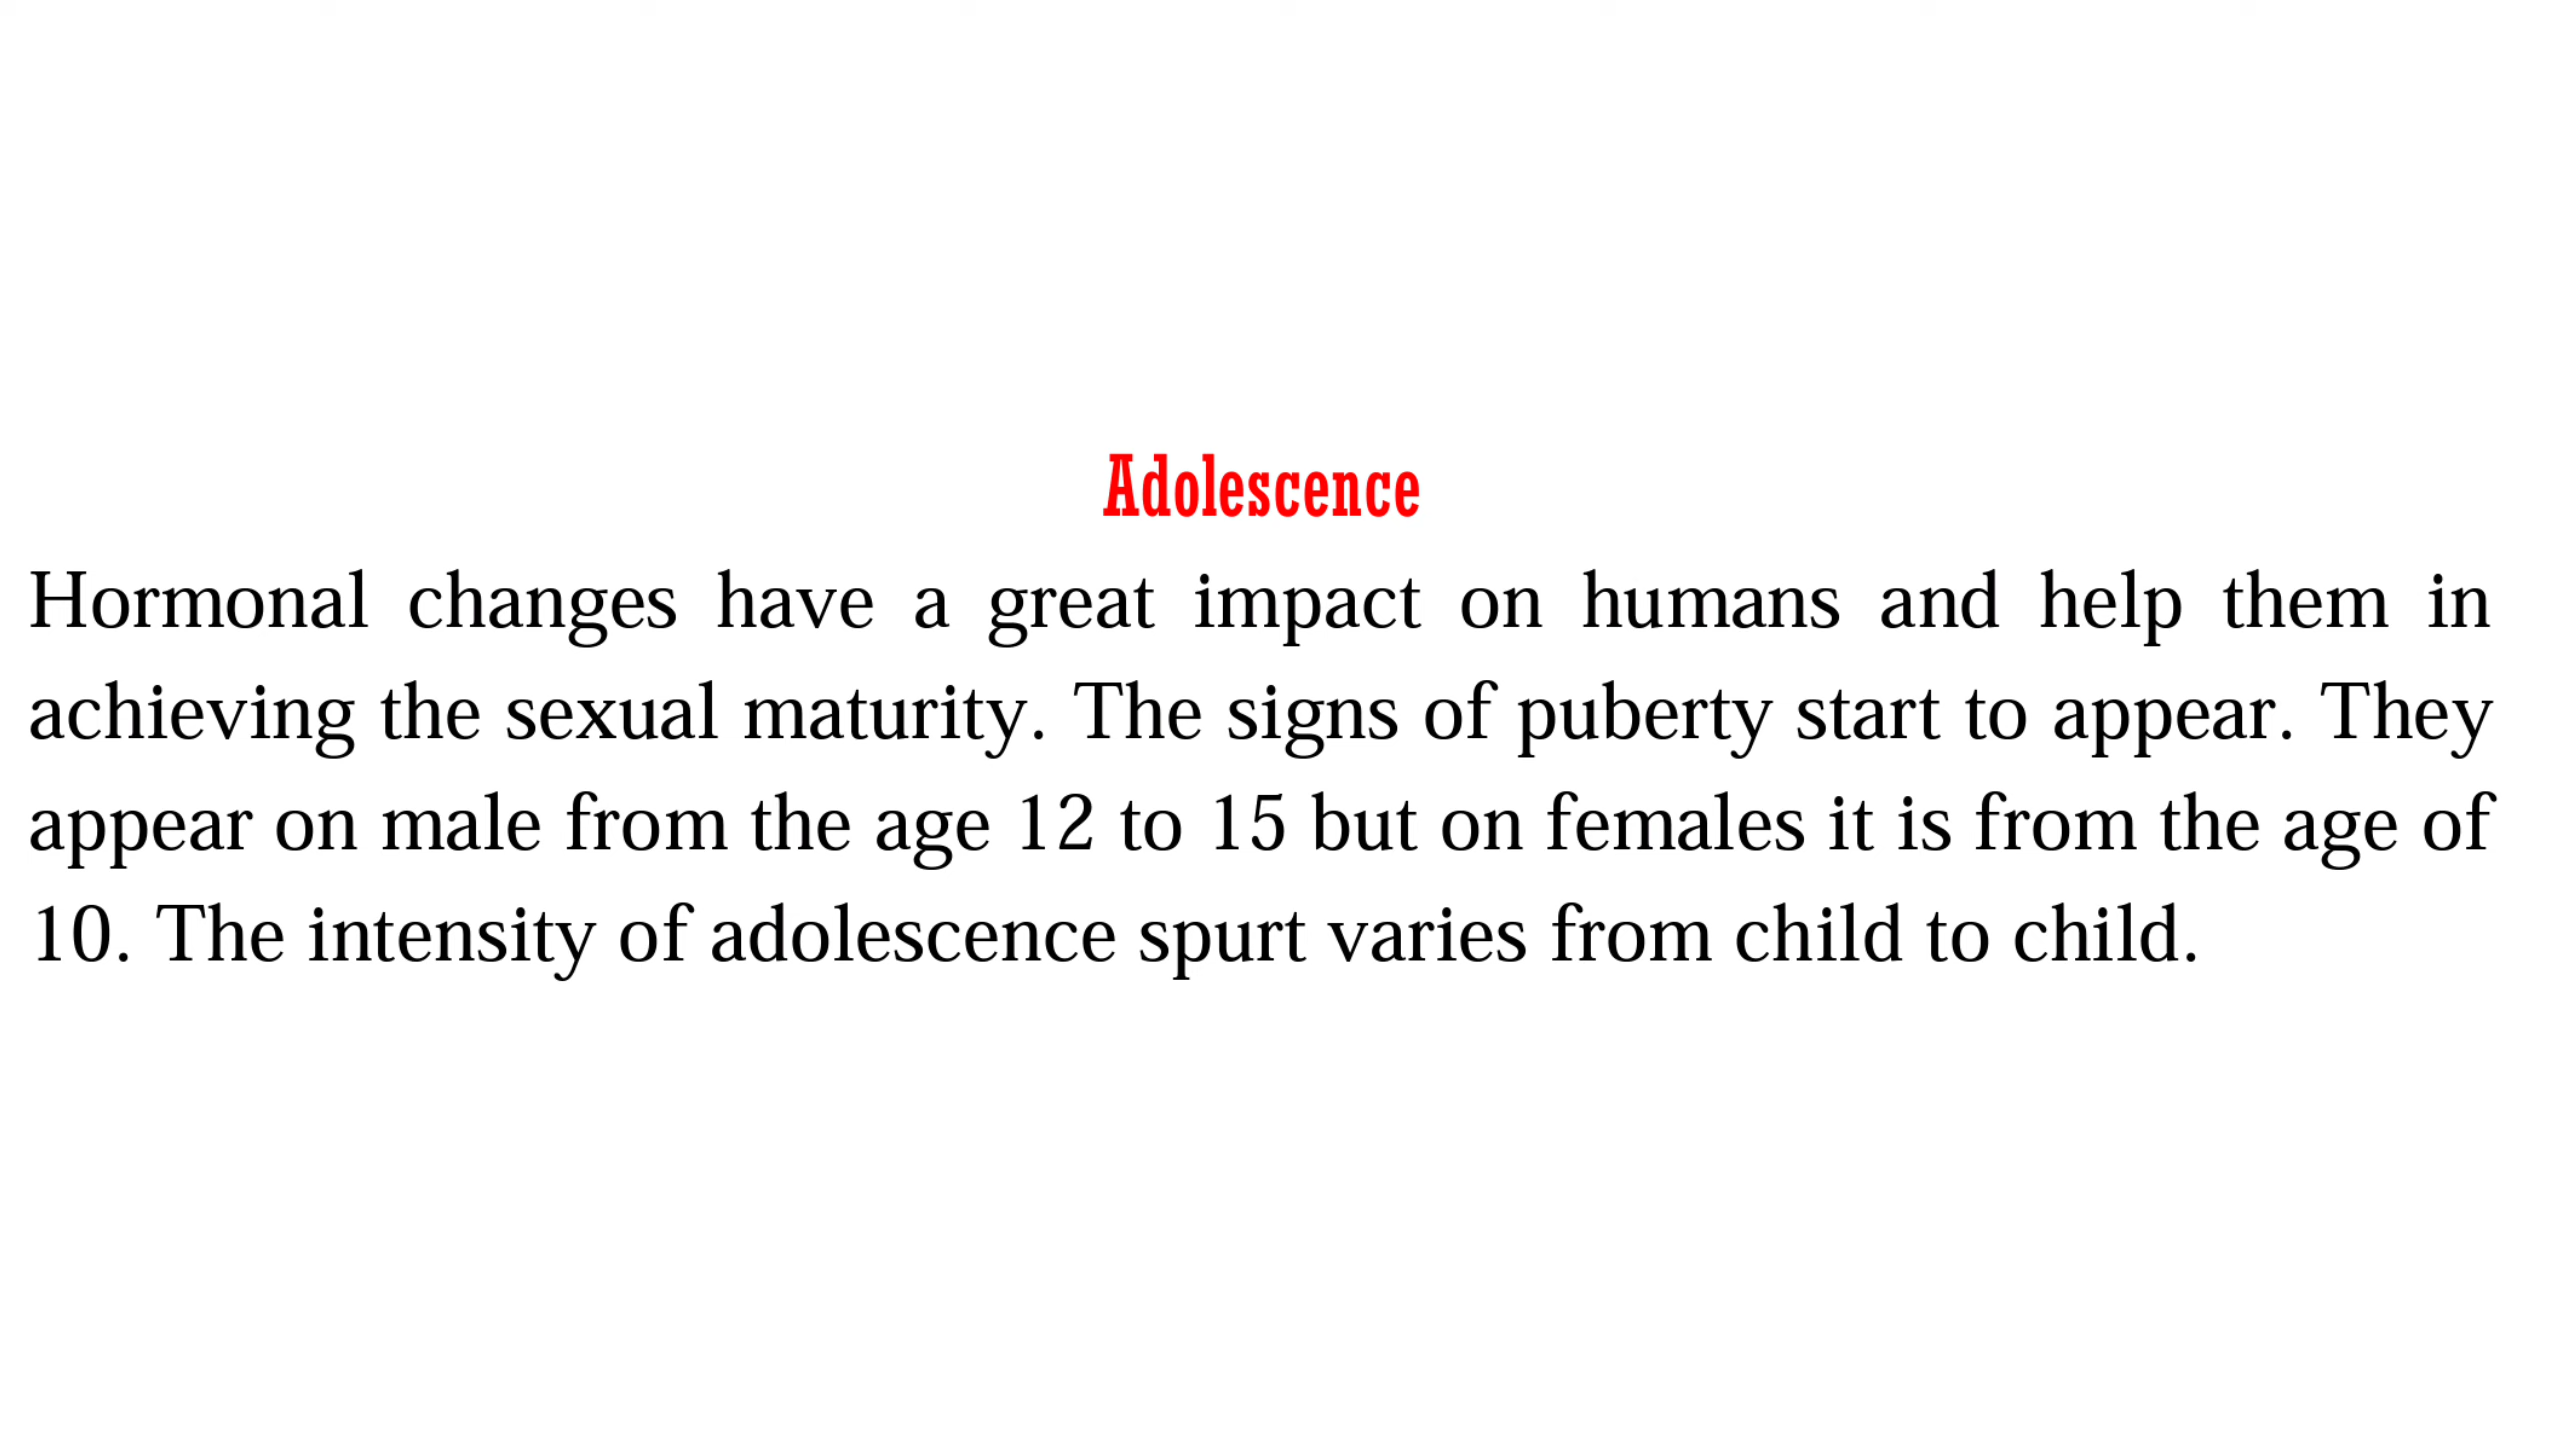 Adolescence
Hormonal changes have a great impact on humans and help them in
achieving the sexual maturity. The signs of puberty start to appear. They
appear on male from the age 12 to 15 but on females it is from the age of
10. The intensity of adolescence spurt varies from child to child.